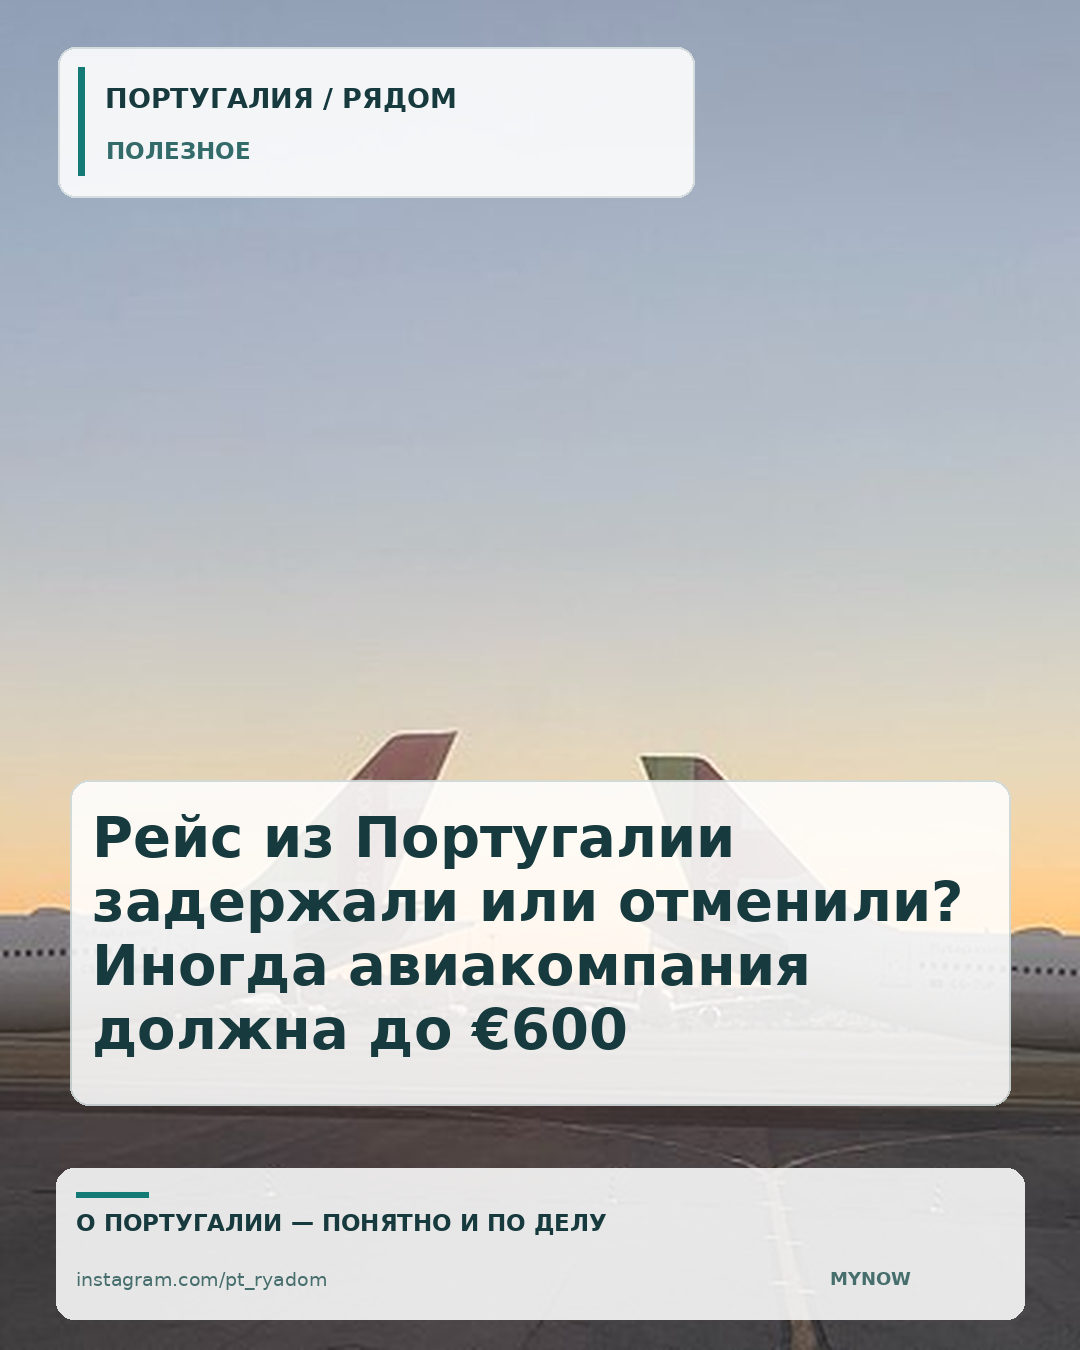 ПОРТУГАЛИЯ / РЯДОМ
ПОЛЕЗНОЕ
Рейс из Португалии
задержали или отменили?
Иногда авиакомпания
должна до €600
О ПОРТУГАЛИИ — ПОНЯТНО И ПО ДЕЛУ
instagram.com/pt_ryadom
MYNOW